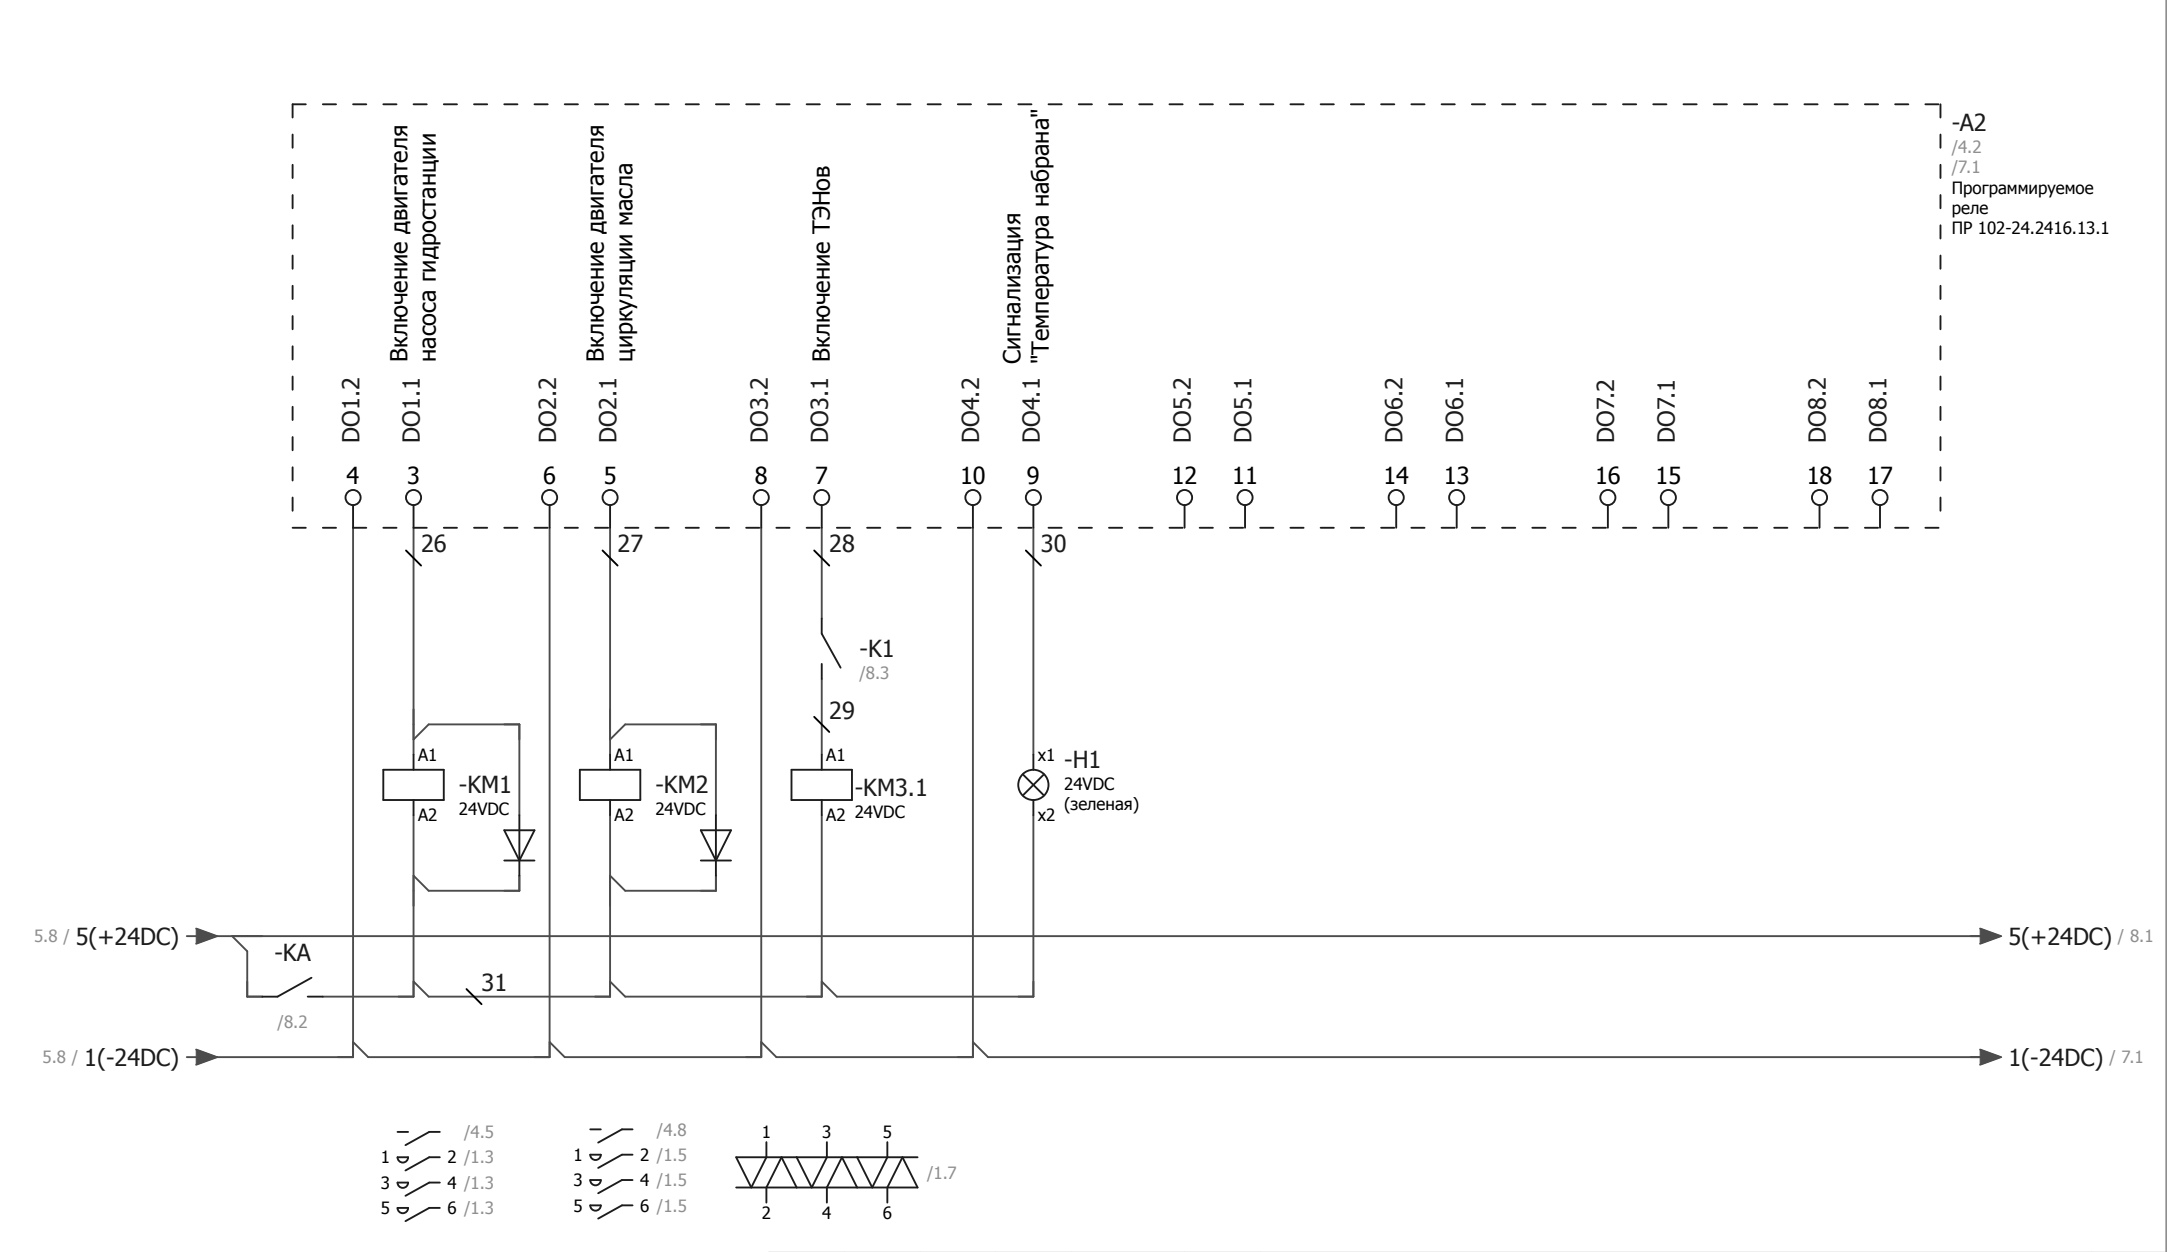 -A2
/4.2
/7.1
Программируемое
реле
ПР 102-24.2416.13.1
Включение двигателя
насоса гидростанции
Включение двигателя
циркуляции масла
Включение ТЭНов
Сигнализация
"Температура набрана"
DO1.2 DO1.1 DO2.2 DO2.1 DO3.2 DO3.1 DO4.2 DO4.1 DO5.2 DO5.1 DO6.2 DO6.1 DO7.2 DO7.1 DO8.2 DO8.1
4 3 6 5 8 7 10 9 12 11 14 13 16 15 18 17
26 27 28 30
-K1
/8.3
29
A1 A1 A1 x1 -H1
-KM1 -KM2 -KM3.1 24VDC
24VDC 24VDC 24VDC (зеленая)
A2 A2 A2 x2
5.8 / 5(+24DC) 5(+24DC) / 8.1
-KA
31
/8.2
5.8 / 1(-24DC) 1(-24DC) / 7.1
/4.5 /4.8 1 3 5
1 2 /1.3 1 2 /1.5
/1.7
3 4 /1.3 3 4 /1.5
5 6 /1.3 5 6 /1.5
2 4 6